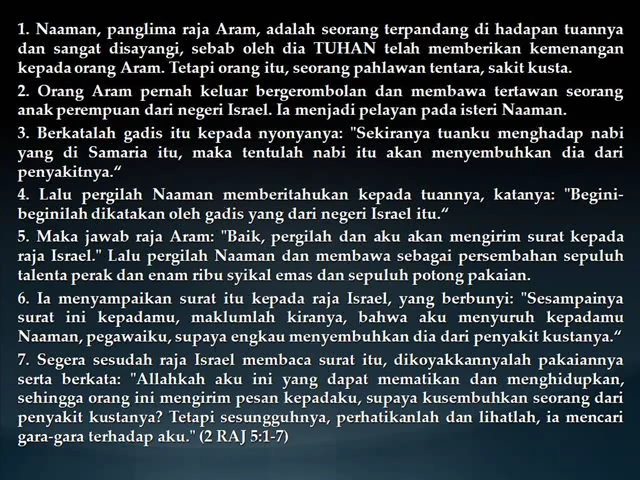 1. Naaman, panglima raja Aram, adalah seorang terpandang di hadapan tuannya
dan sangat disayangi, sebab oleh dia TUHAN telah memberikan kemenangan
kepada orang Aram. Tetapi orang itu, seorang pahlawan tentara, sakit kusta.
2. Orang Aram pernah keluar bergerombolan dan membawa tertawan seorang
anak perempuan dari negeri Israel. Ia menjadi pelayan pada isteri Naaman.
3. Berkatalah gadis itu kepada nyonyanya: "Sekiranya tuanku menghadap nabi
yang di Samaria itu, maka tentulah nabi itu akan menyembuhkan dia dari
penyakitnya.“
4. Lalu pergilah Naaman memberitahukan kepada tuannya, katanya: "Begini-
beginilah dikatakan oleh gadis yang dari negeri Israel itu.“
5. Maka jawab raja Aram: "Baik, pergilah dan aku akan mengirim surat kepada
raja Israel." Lalu pergilah Naaman dan membawa sebagai persembahan sepuluh
talenta perak dan enam ribu syikal emas dan sepuluh potong pakaian.
6. Ia menyampaikan surat itu kepada raja Israel, yang berbunyi: "Sesampainya
surat ini kepadamu, maklumlah kiranya, bahwa aku menyuruh kepadamu
Naaman, pegawaiku, supaya engkau menyembuhkan dia dari penyakit kustanya.“
7. Segera sesudah raja Israel membaca surat itu, dikoyakkannyalah pakaiannya
serta berkata: "Allahkah aku ini yang dapat mematikan dan menghidupkan,
sehingga orang ini mengirim pesan kepadaku, supaya kusembuhkan seorang dari
penyakit kustanya? Tetapi sesungguhnya, perhatikanlah dan lihatlah, ia mencari
gara-gara terhadap aku." (2 RAJ 5:1-7)